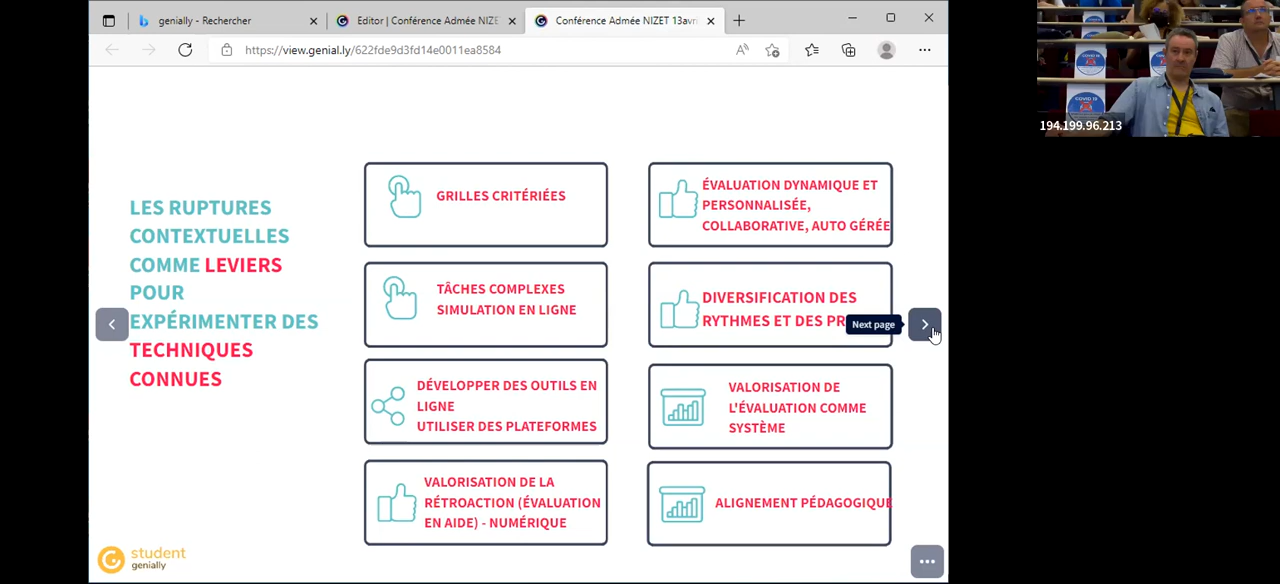 genially - Rechercher
Editor | Conférence Admée NIZE
Conférence Admée NIZET 13avr
https://view.genial.ly/622fde9d3fd14e0011ea8584
COVID 19
COVID 19
194.199.96.213
LES RUPTURES
CONTEXTUELLES
COMME LEVIERS
POUR
EXPÉRIMENTER DES
TECHNIQUES
CONNUES
GRILLES CRITÉRIÉES
ÉVALUATION DYNAMIQUE ET
PERSONNALISÉE,
COLLABORATIVE, AUTO GÉRÉE
TÂCHES COMPLEXES
SIMULATION EN LIGNE
DIVERSIFICATION DES
RYTHMES ET DES PR
Next page
DÉVELOPPER DES OUTILS EN
LIGNE
UTILISER DES PLATEFORMES
VALORISATION DE
L'ÉVALUATION COMME
SYSTÈME
VALORISATION DE LA
RÉTROACTION (ÉVALUATION
EN AIDE) - NUMÉRIQUE
ALIGNEMENT PÉDAGOGIQUE
student
genially